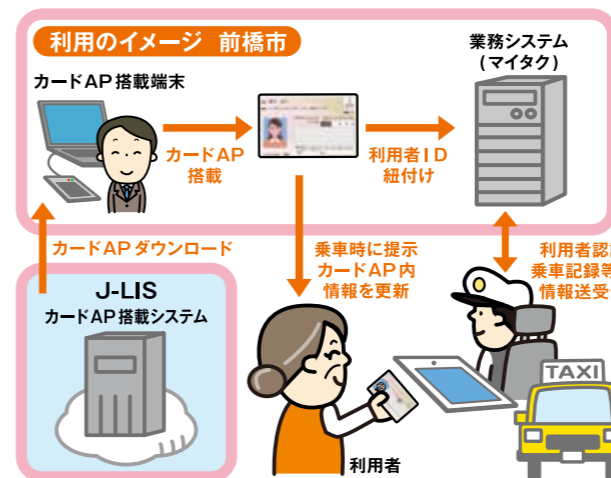 利用のイメージ 前橋市
カードAP搭載端末
業務システム
(マイタク)
カードAP
搭載
利用者ID
紐付け
カードAPダウンロード
乗車時に提示
カードAP内
情報を更新
利用者認
乗車記録等
情報送受
J-LIS
カードAP搭載システム
TAXI
利用者